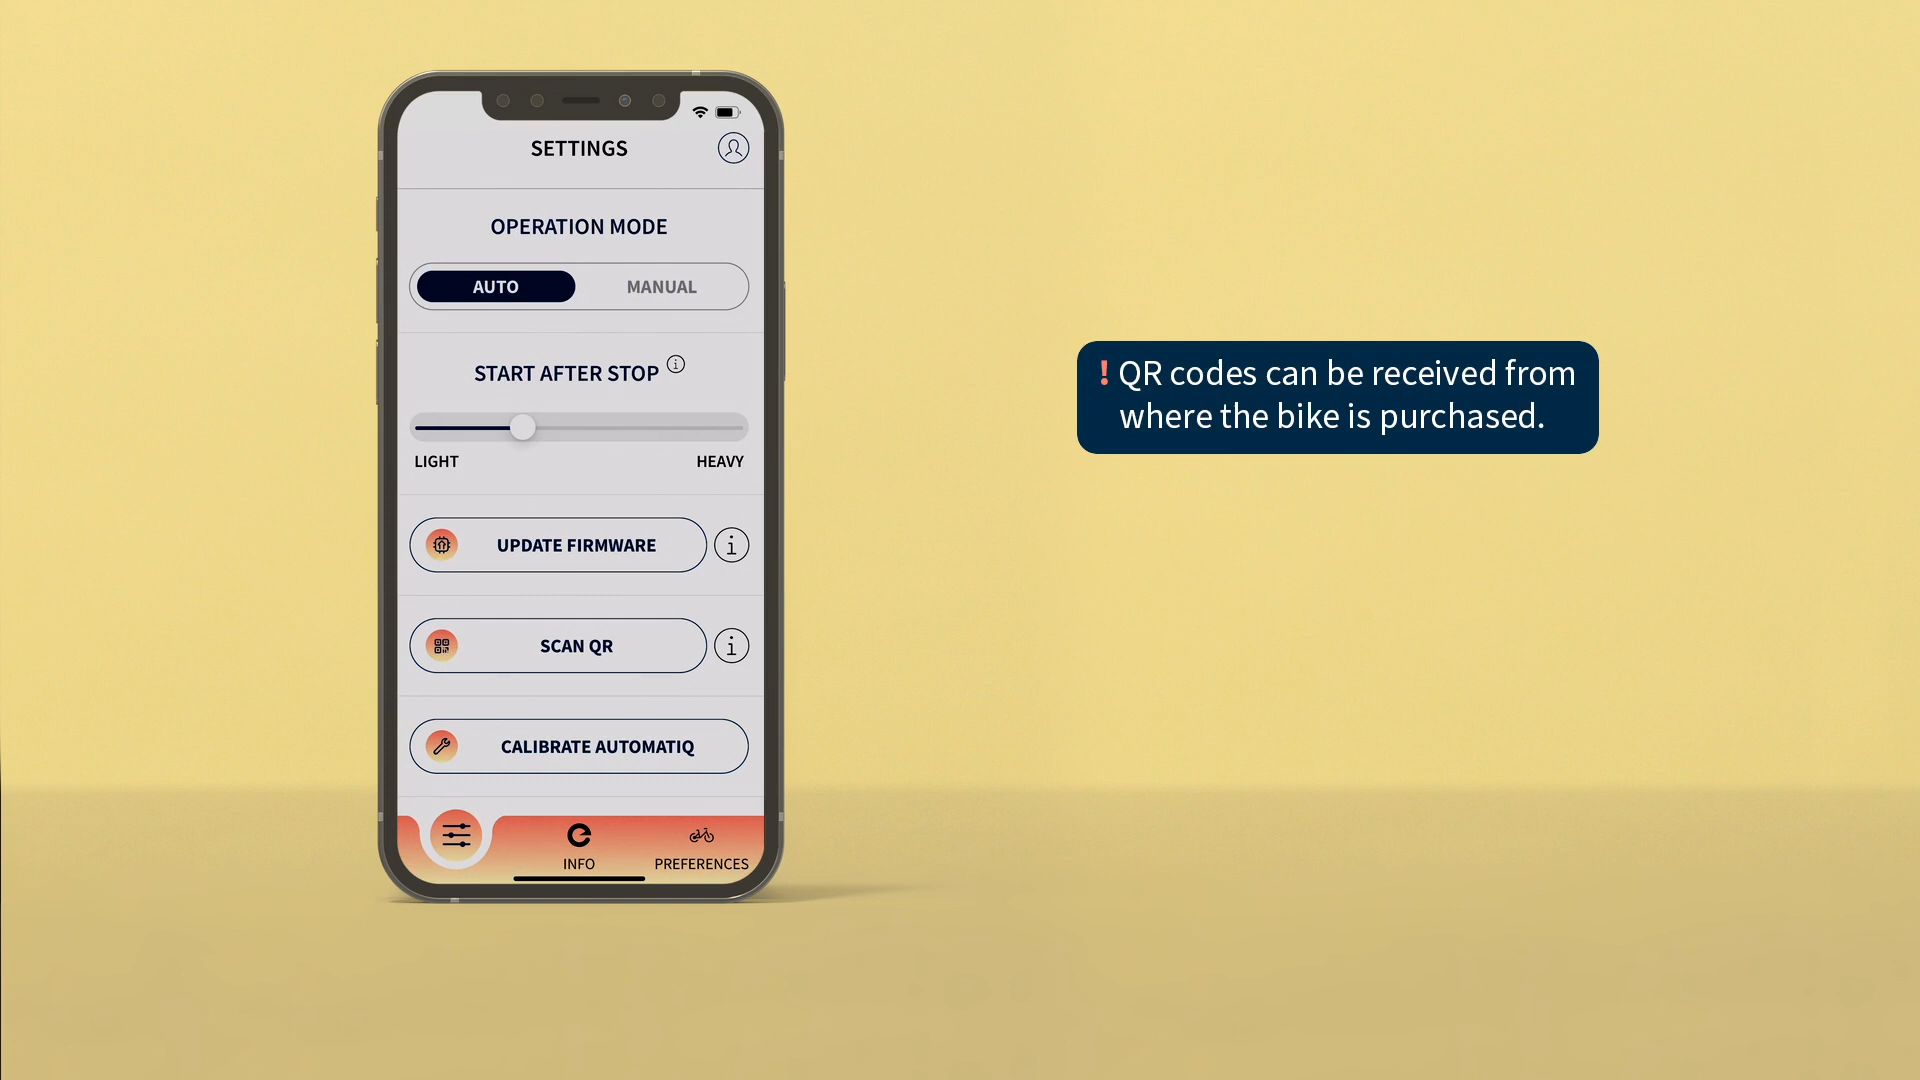 SETTINGS
OPERATION MODE
AUTO MANUAL
START AFTER STOP
LIGHT HEAVY
UPDATE FIRMWARE
SCAN QR
CALIBRATE AUTOMATIQ
INFO PREFERENCES
! QR codes can be received from
where the bike is purchased.